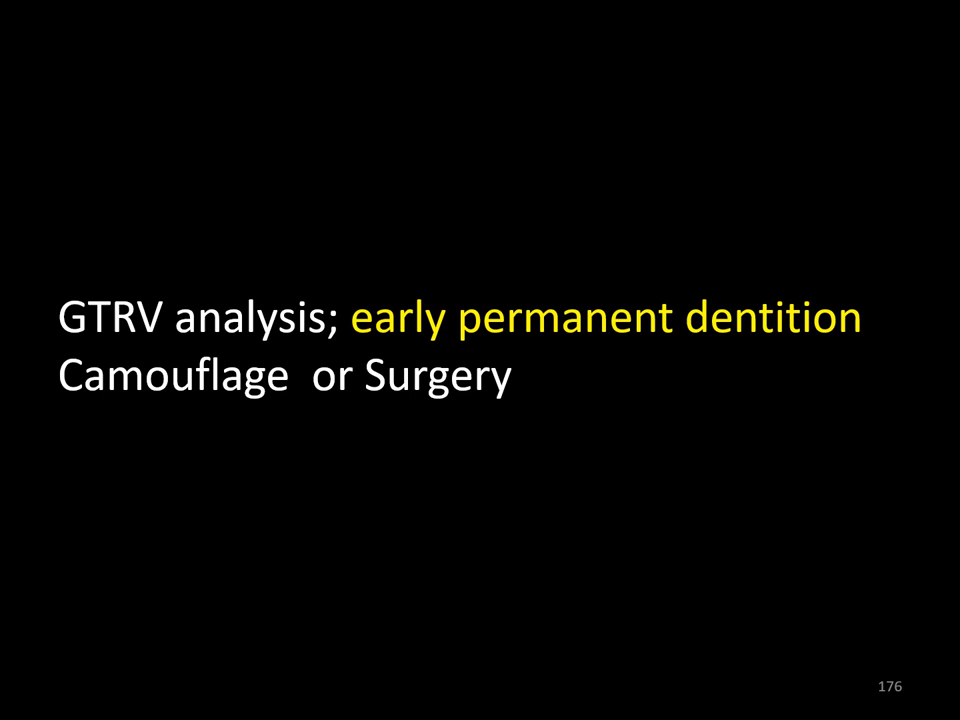 GTRV analysis; early permanent dentition
Camouflage  or Surgery
176